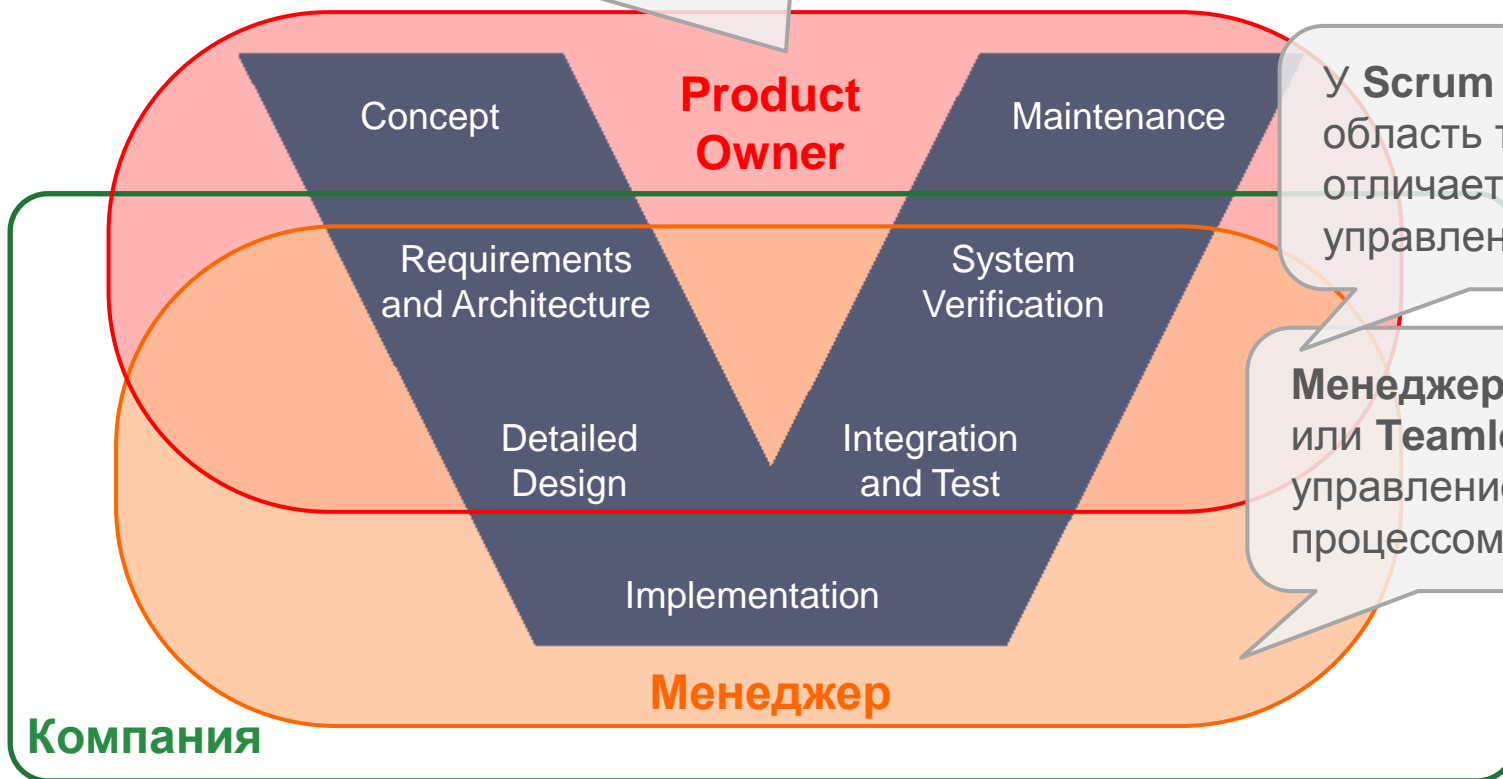 Product
Owner
Concept
Maintenance
У Scrum
область
отличает
управлен
Requirements
and Architecture
System
Verification
Менеджер
или Teaml
управлени
процессом
Detailed
Design
Integration
and Test
Implementation
Менеджер
Компания